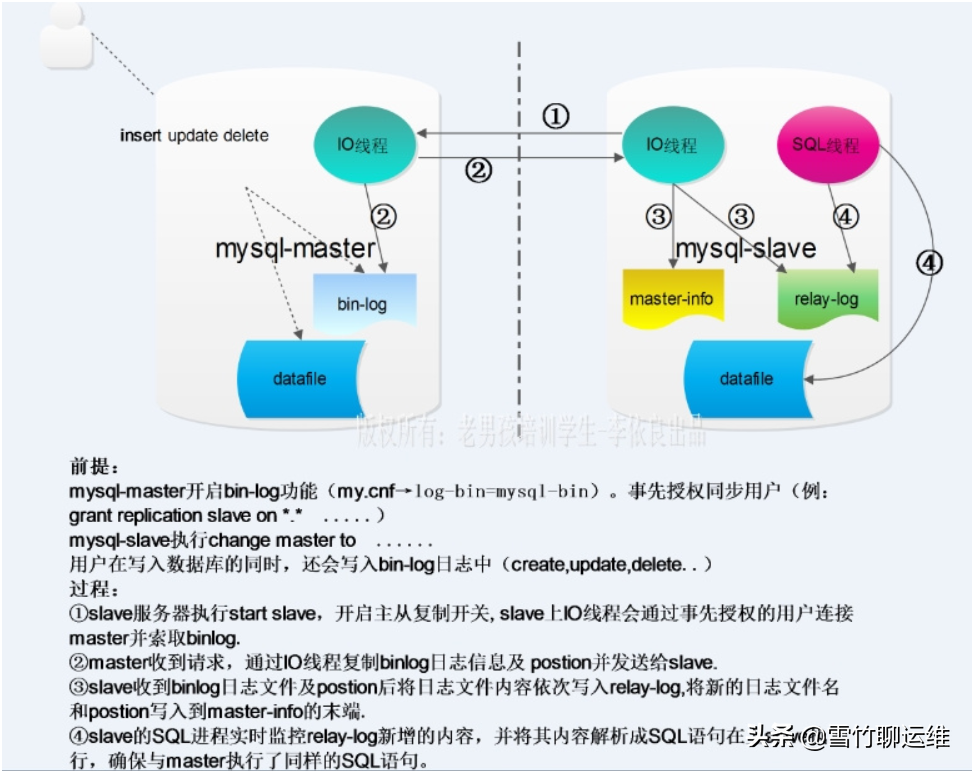 insert update delete
IO线程
①
②
②
mysql-master
bin-log
datafile
IO线程
SQL线程
③
③
④
④
mysql-slave
master-info
relay-log
datafile
版权所有：老男孩培训学生-李依良出品
前提：
mysql-master开启bin-log功能（my.cnf→log-bin=mysql-bin）。事先授权同步用户（例：
grant replication slave on *.* .....）
mysql-slave执行change master to ......
用户在写入数据库的同时，还会写入bin-log日志中（create,update,delete..）
过程：
①slave服务器执行start slave，开启主从复制开关, slave上IO线程会通过事先授权的用户连接
master并索取binlog.
②master收到请求，通过IO线程复制binlog日志信息及 postion并发送给slave.
③slave收到binlog日志文件及postion后将日志文件内容依次写入relay-log,将新的日志文件名
和postion写入到master-info的末端.
④slave的SQL进程实时监控relay-log新增的内容，并将其内容解析成SQL语句在
行，确保与master执行了同样的SQL语句。
头条 @雪竹聊运维